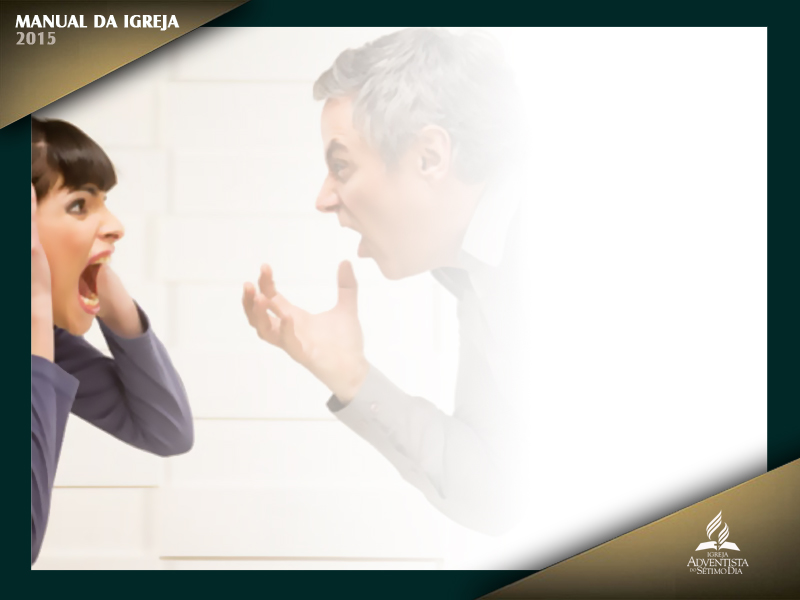 MANUAL DA IGREJA
2015
IGREJA
ADVENTISTA
DO SÉTIMO DIA